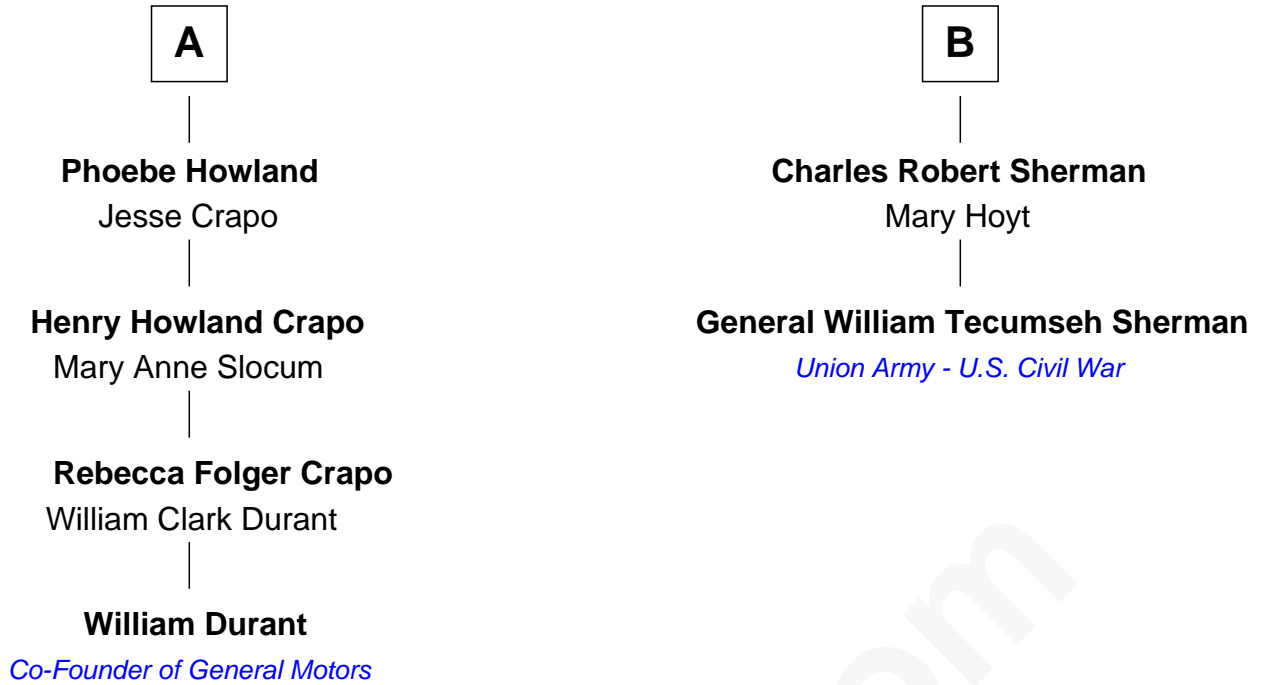 A
Phoebe Howland
Jesse Crapo
Henry Howland Crapo
Mary Anne Slocum
Rebecca Folger Crapo
William Clark Durant
William Durant
Co-Founder of General Motors
B
Charles Robert Sherman
Mary Hoyt
General William Tecumseh Sherman
Union Army - U.S. Civil War
om